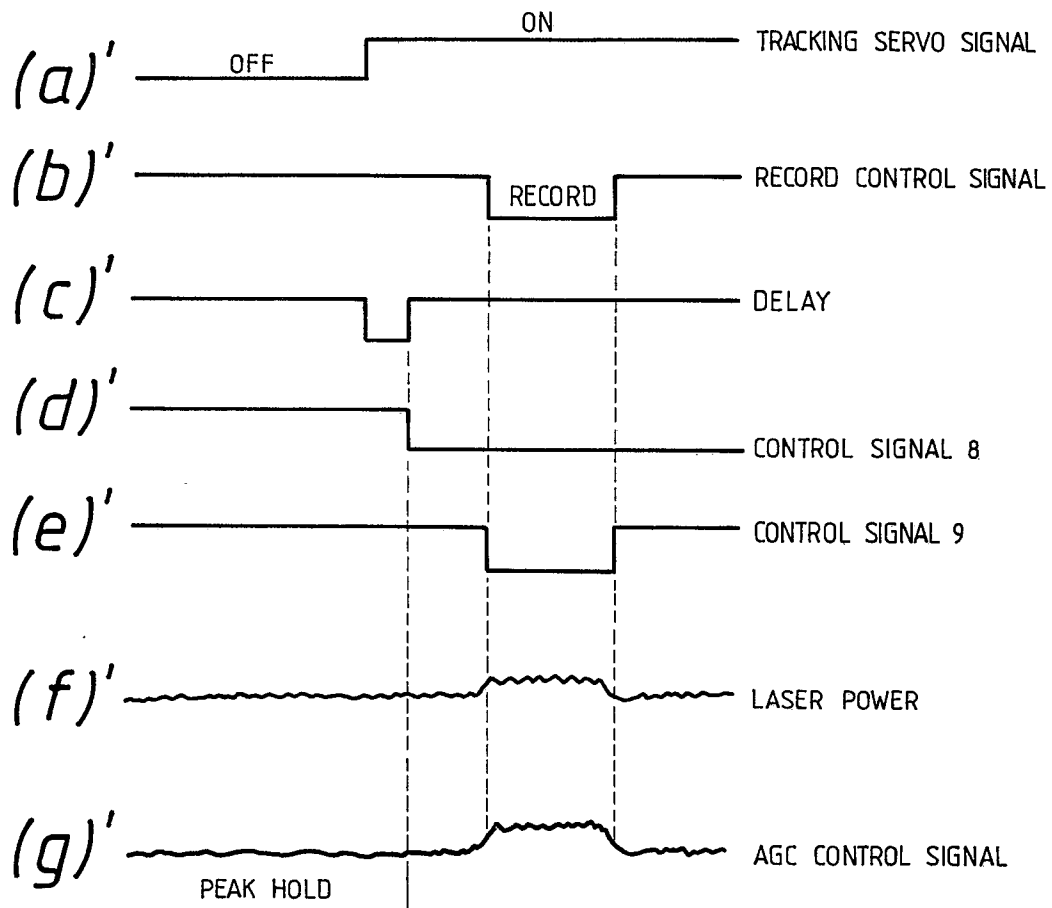 ON
(a)' OFF TRACKING SERVO SIGNAL
(b)' RECORD RECORD CONTROL SIGNAL
(c)' DELAY
(d)' CONTROL SIGNAL 8
(e)' CONTROL SIGNAL 9
(f)' LASER POWER
(g)' AGC CONTROL SIGNAL
PEAK HOLD